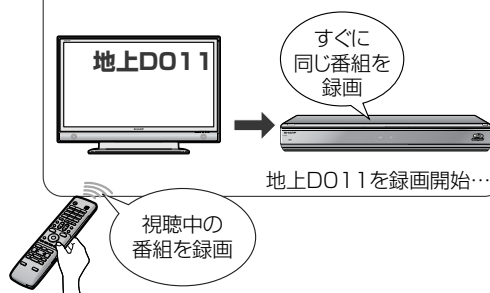 地上D011
すぐに
同じ番組を
録画
地上D011を録画開始…
視聴中の
番組を録画